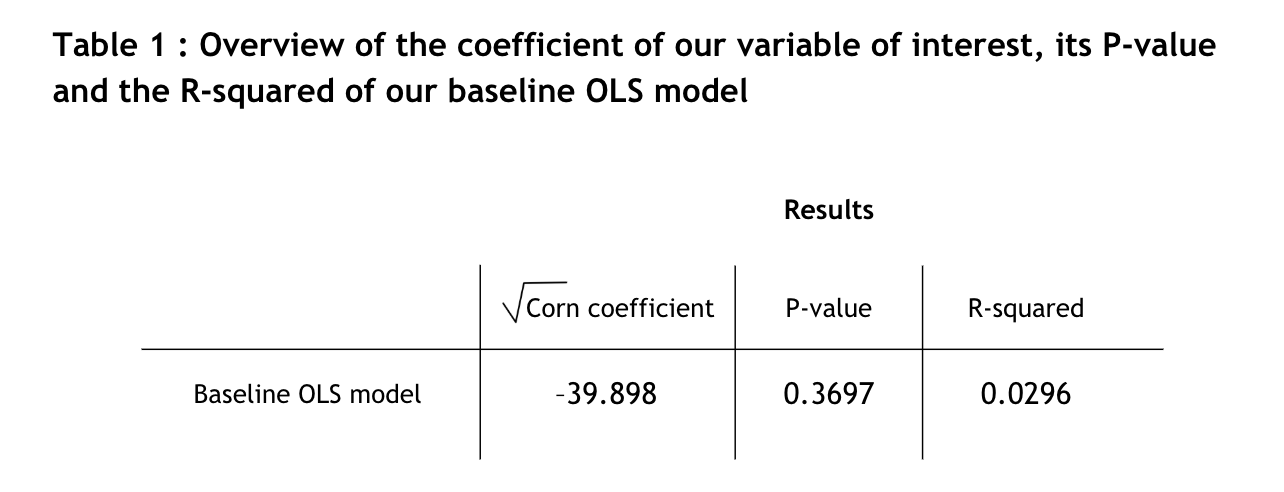 Table 1 : Overview of the coefficient of our variable of interest, its P-value
and the R-squared of our baseline OLS model
Results
√Corn coefficient P-value R-squared
Baseline OLS model -39.898 0.3697 0.0296